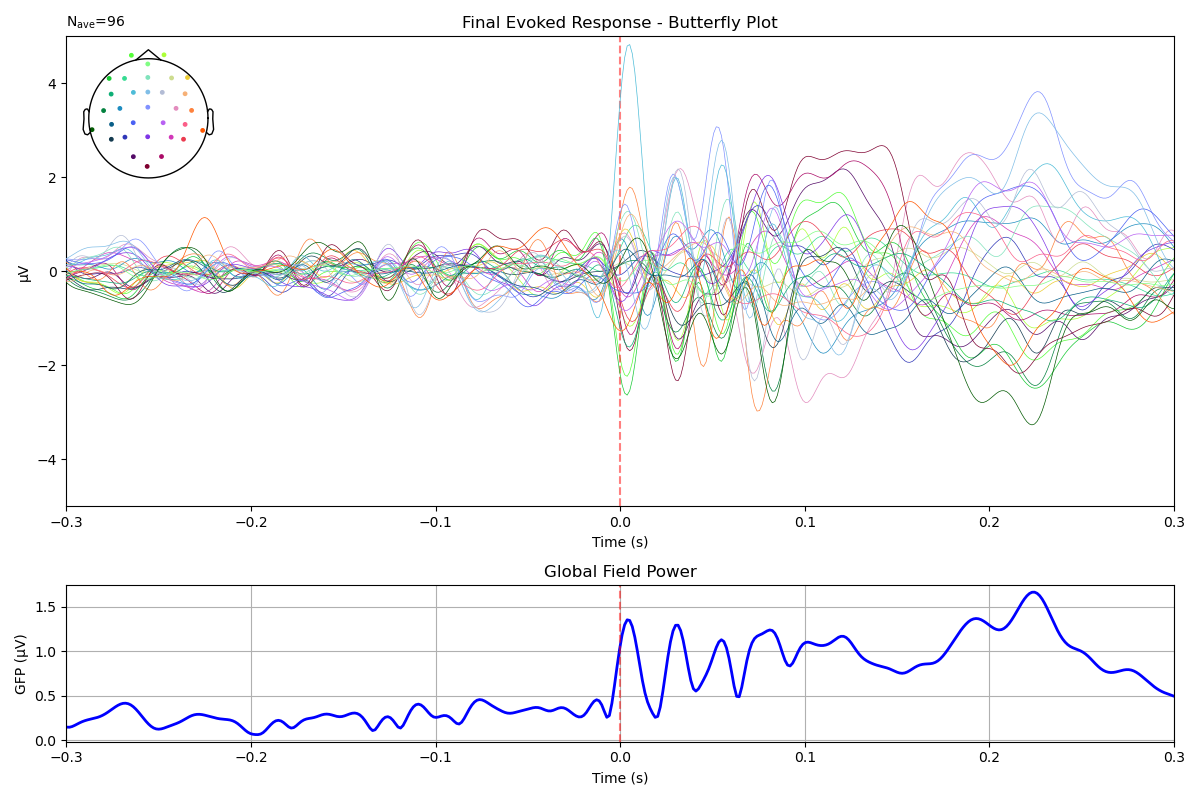 N_ave=96
Final Evoked Response - Butterfly Plot
µV
4
2
0
−2
−4
−0.3 −0.2 −0.1 0.0 0.1 0.2 0.3
Time (s)
Global Field Power
GFP (µV)
1.5
1.0
0.5
0.0
−0.3 −0.2 −0.1 0.0 0.1 0.2 0.3
Time (s)